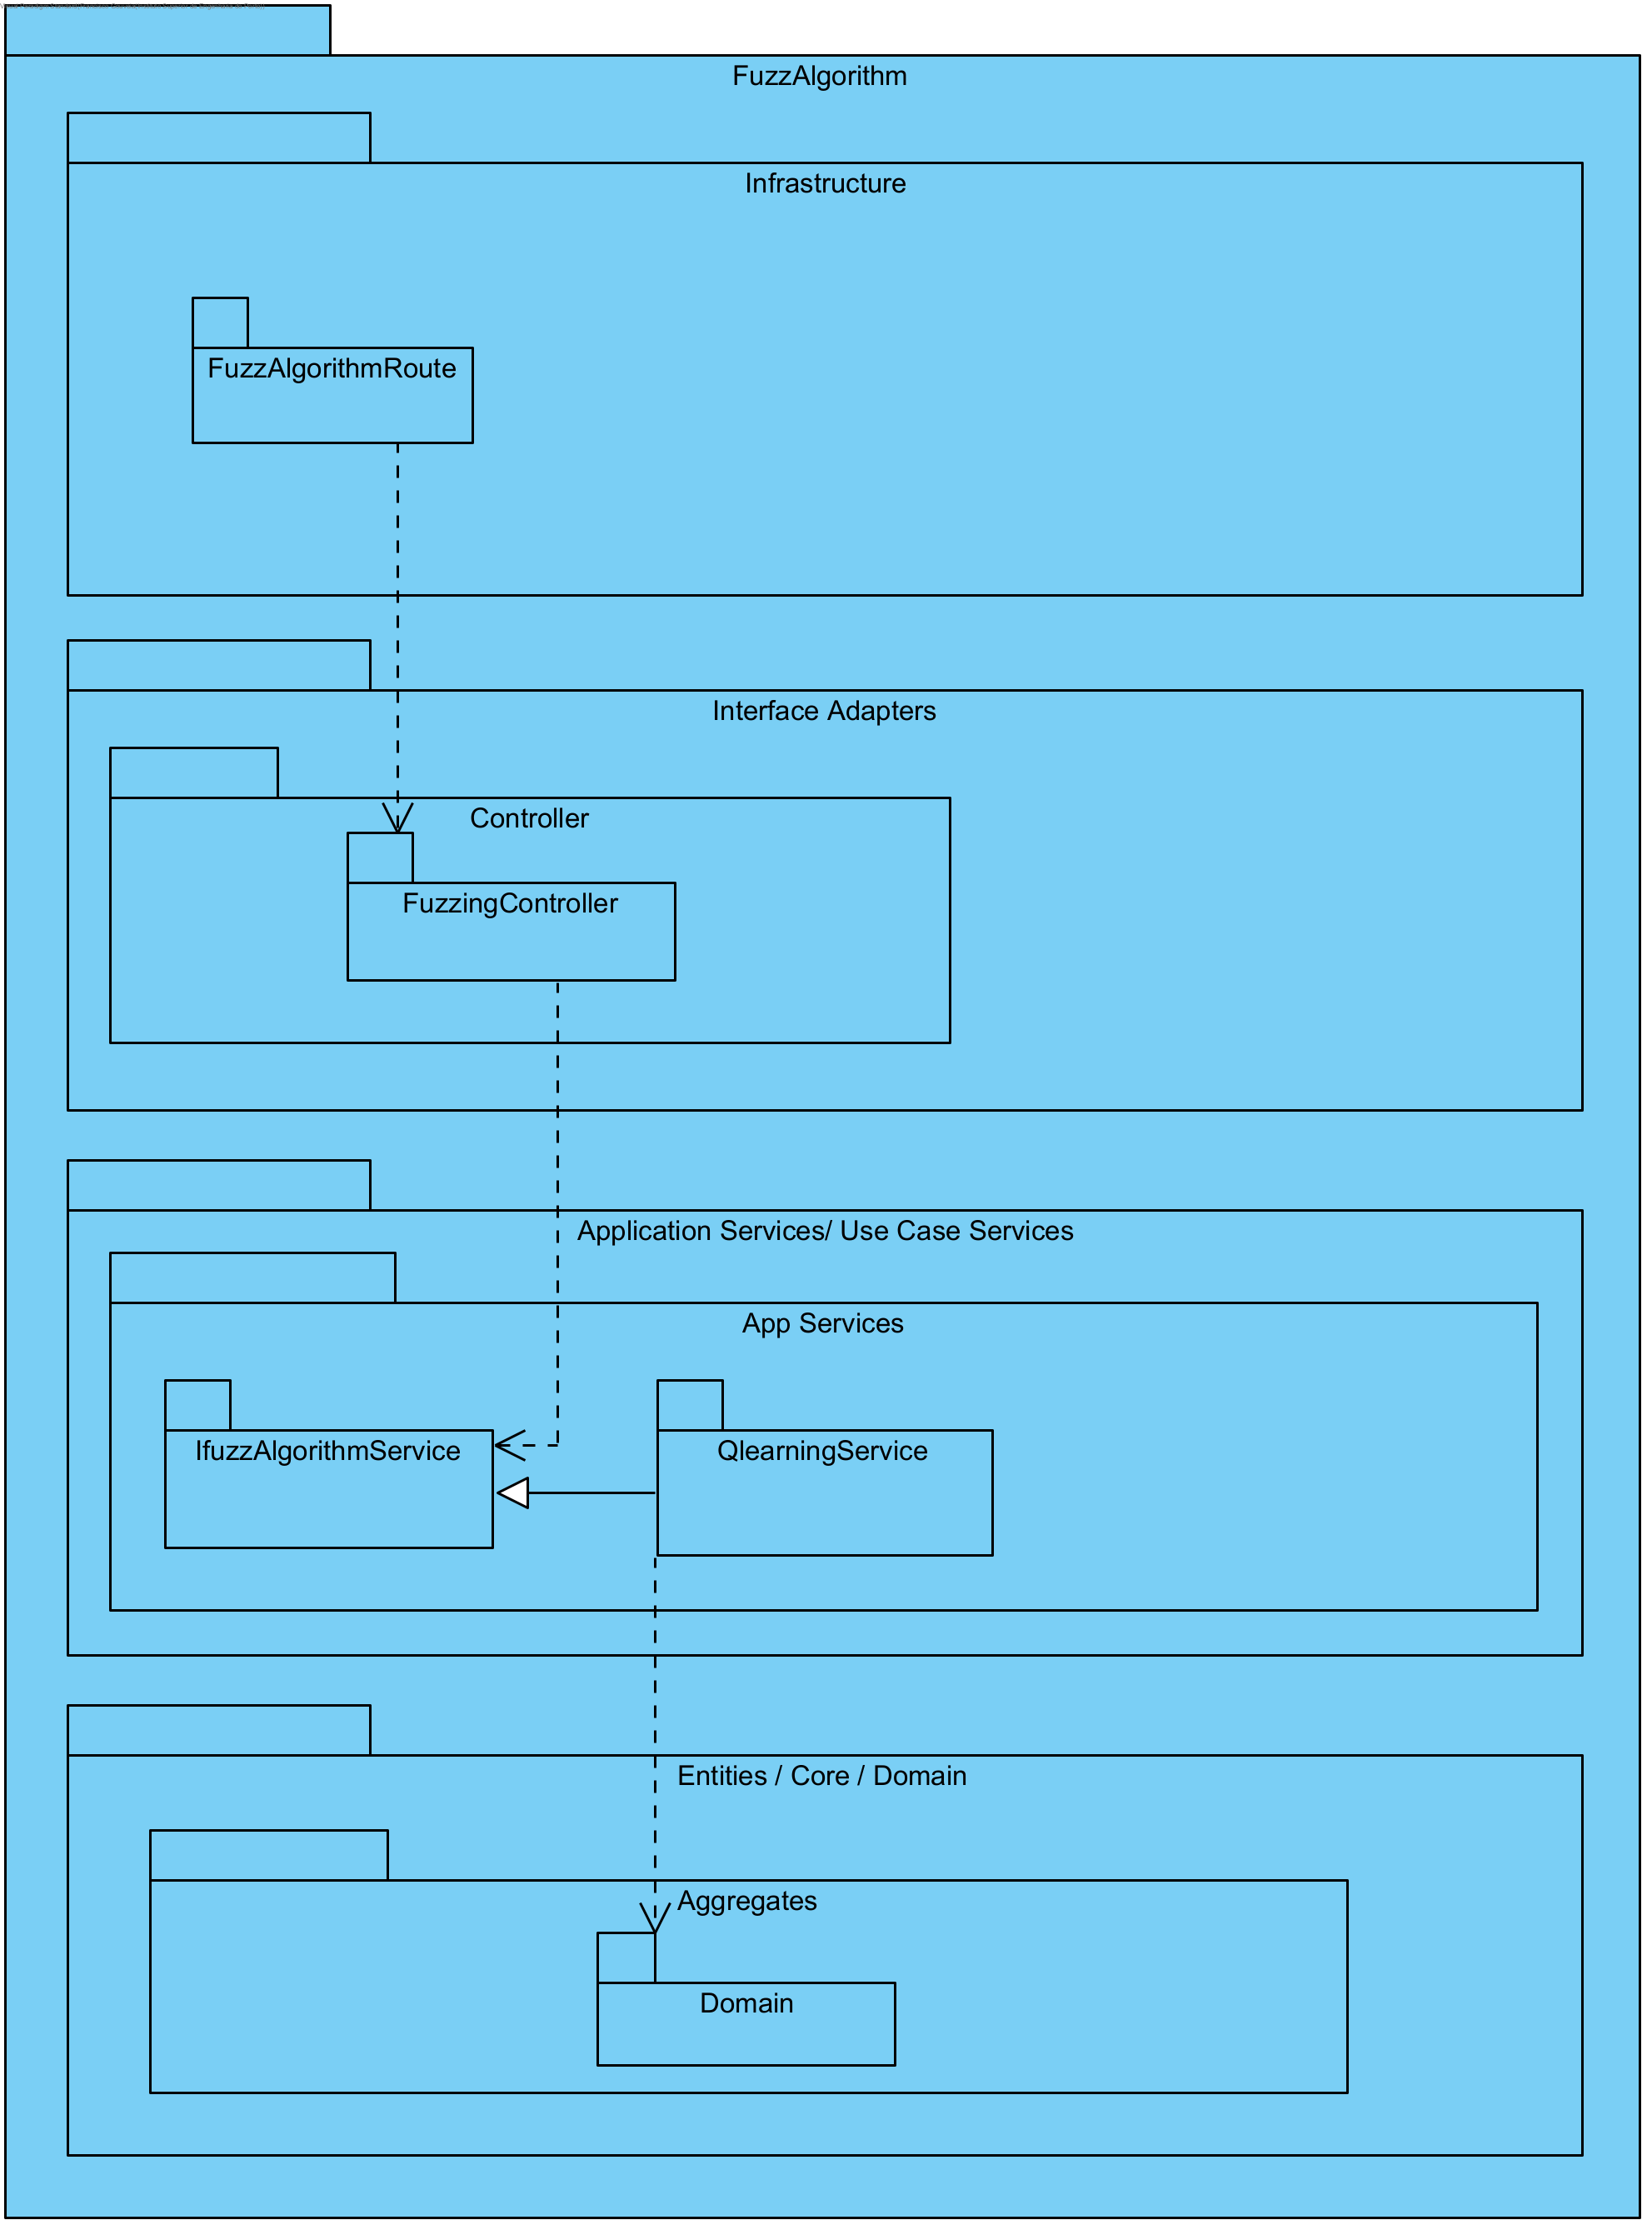 FuzzAlgorithm
Infrastructure
FuzzAlgorithmRoute
Interface Adapters
Controller
FuzzingController
Application Services/ Use Case Services
App Services
IfuzzAlgorithmService
QlearningService
Entities / Core / Domain
Aggregates
Domain